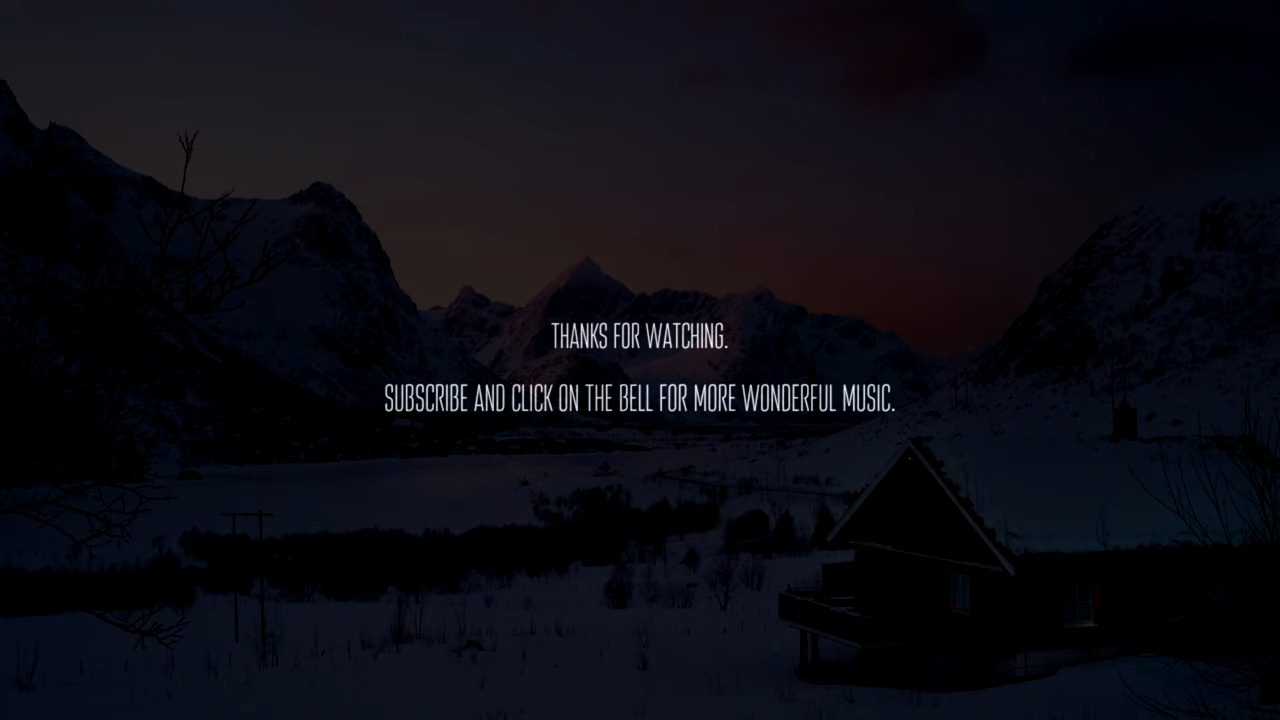 THANKS FOR WATCHING.
SUBSCRIBE AND CLICK ON THE BELL FOR MORE WONDERFUL MUSIC.